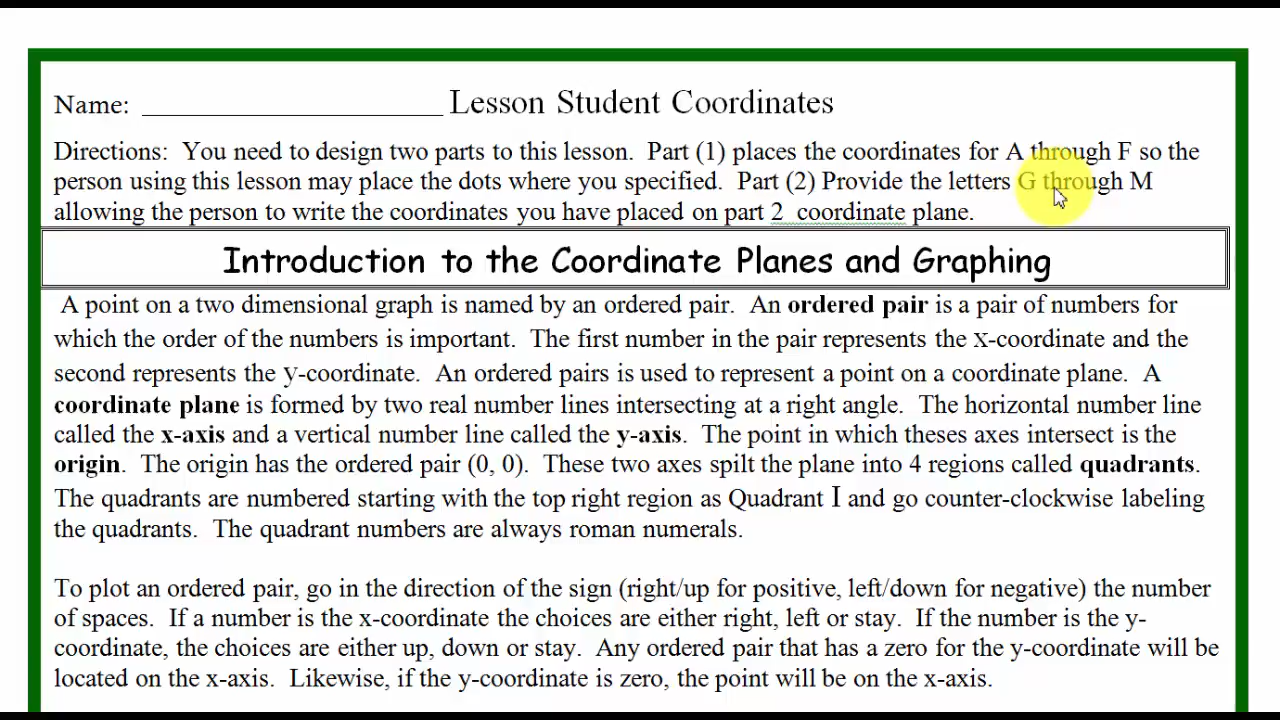 Name: ______________________ Lesson Student Coordinates
Directions:  You need to design two parts to this lesson.  Part (1) places the coordinates for A through F so the
person using this lesson may place the dots where you specified.  Part (2) Provide the letters G through M
allowing the person to write the coordinates you have placed on part 2  coordinate plane.
Introduction to the Coordinate Planes and Graphing
A point on a two dimensional graph is named by an ordered pair.  An ordered pair is a pair of numbers for
which the order of the numbers is important.  The first number in the pair represents the x-coordinate and the
second represents the y-coordinate.  An ordered pairs is used to represent a point on a coordinate plane.  A
coordinate plane is formed by two real number lines intersecting at a right angle.  The horizontal number line
called the x-axis and a vertical number line called the y-axis.  The point in which theses axes intersect is the
origin.  The origin has the ordered pair (0, 0).  These two axes spilt the plane into 4 regions called quadrants.
The quadrants are numbered starting with the top right region as Quadrant I and go counter-clockwise labeling
the quadrants.  The quadrant numbers are always roman numerals.
To plot an ordered pair, go in the direction of the sign (right/up for positive, left/down for negative) the number
of spaces.  If a number is the x-coordinate the choices are either right, left or stay.  If the number is the y-
coordinate, the choices are either up, down or stay.  Any ordered pair that has a zero for the y-coordinate will be
located on the x-axis.  Likewise, if the y-coordinate is zero, the point will be on the x-axis.